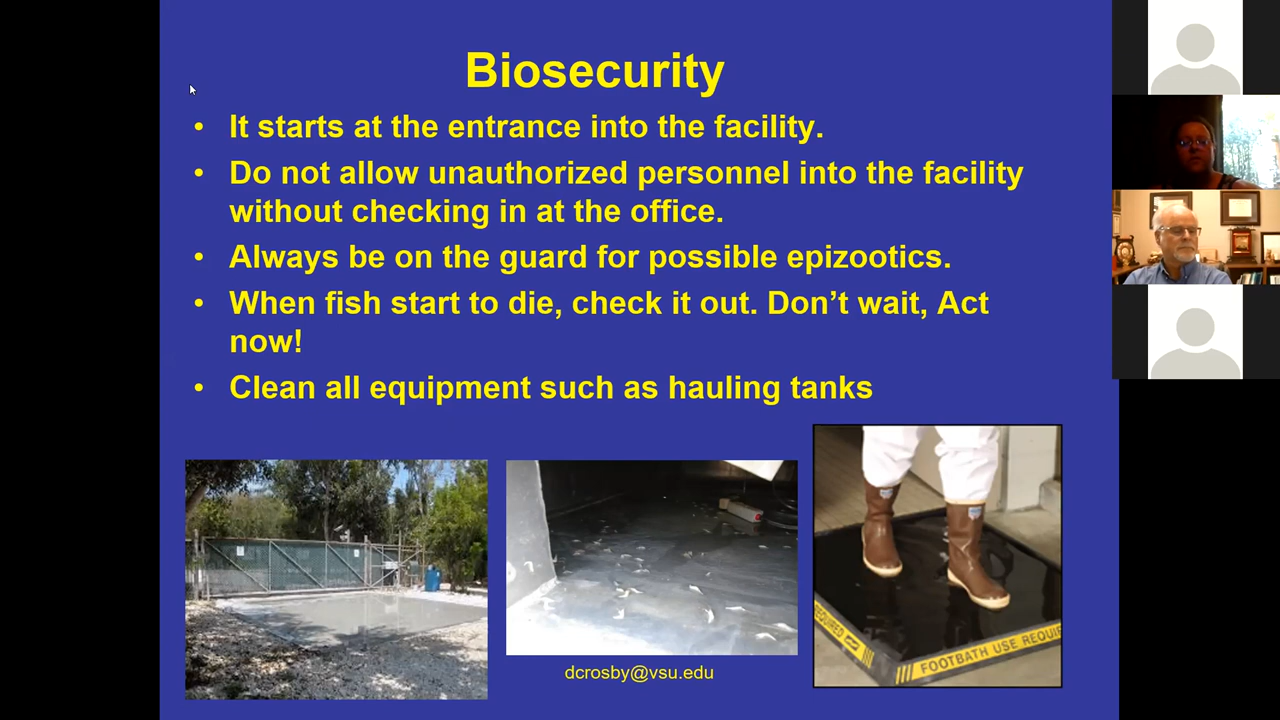 Biosecurity
• It starts at the entrance into the facility.
• Do not allow unauthorized personnel into the facility
without checking in at the office.
• Always be on the guard for possible epizootics.
• When fish start to die, check it out. Don’t wait, Act
now!
• Clean all equipment such as hauling tanks
REQUIRED
FOOTBATH USE REQUI
dcrosby@vsu.edu